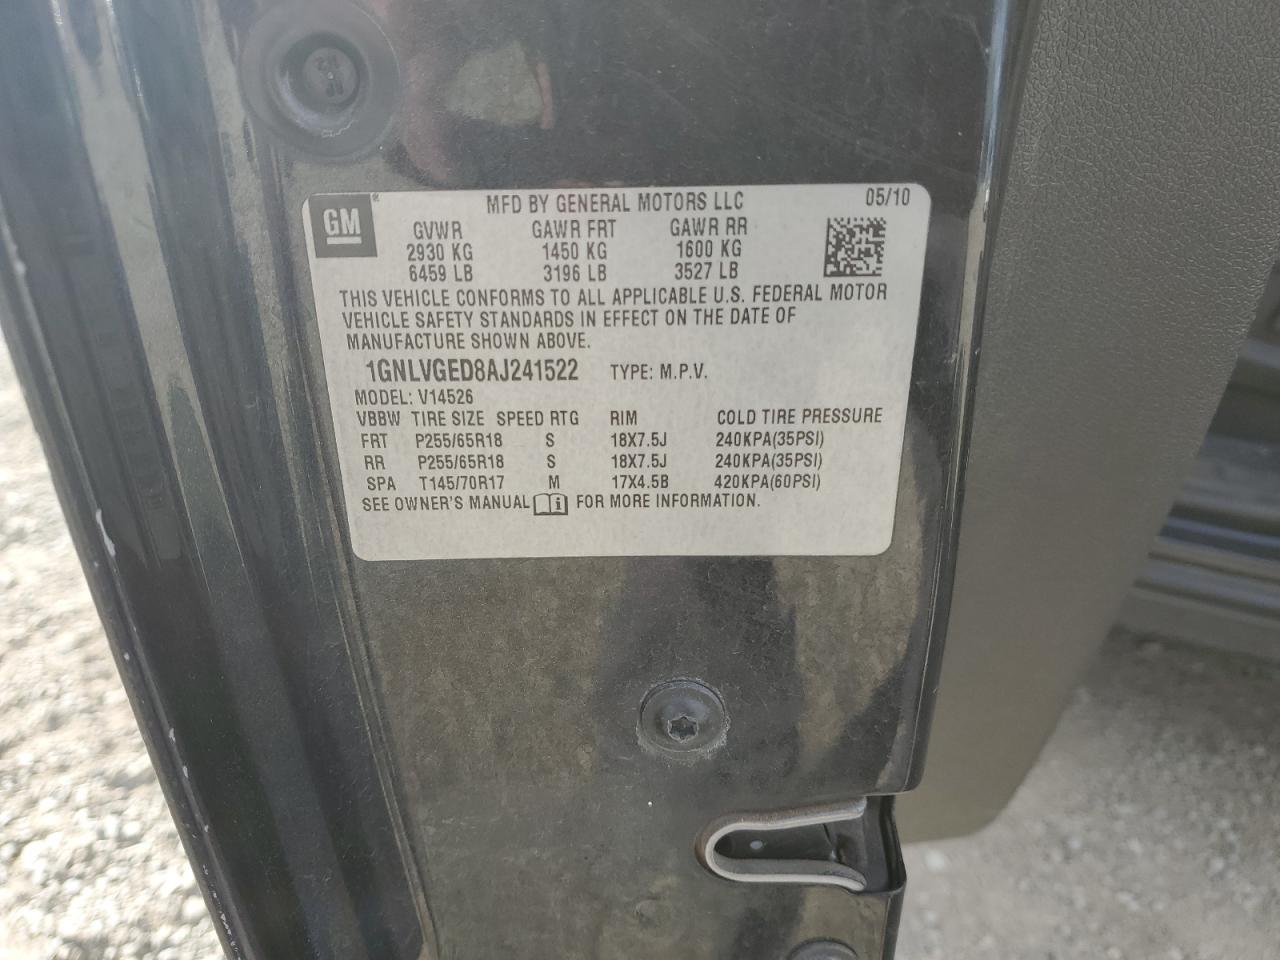 GM
MFD BY GENERAL MOTORS LLC 05/10
GVWR GAWR FRT GAWR RR
2930 KG 1450 KG 1600 KG
6459 LB 3196 LB 3527 LB
THIS VEHICLE CONFORMS TO ALL APPLICABLE U.S. FEDERAL MOTOR
VEHICLE SAFETY STANDARDS IN EFFECT ON THE DATE OF
MANUFACTURE SHOWN ABOVE.
1GNLVGED8AJ241522 TYPE: M.P.V.
MODEL: V14526
VBBW TIRE SIZE SPEED RTG RIM COLD TIRE PRESSURE
FRT P255/65R18 S 18X7.5J 240KPA(35PSI)
RR P255/65R18 S 18X7.5J 240KPA(35PSI)
SPA T145/70R17 M 17X4.5B 420KPA(60PSI)
SEE OWNER'S MANUAL FOR MORE INFORMATION.